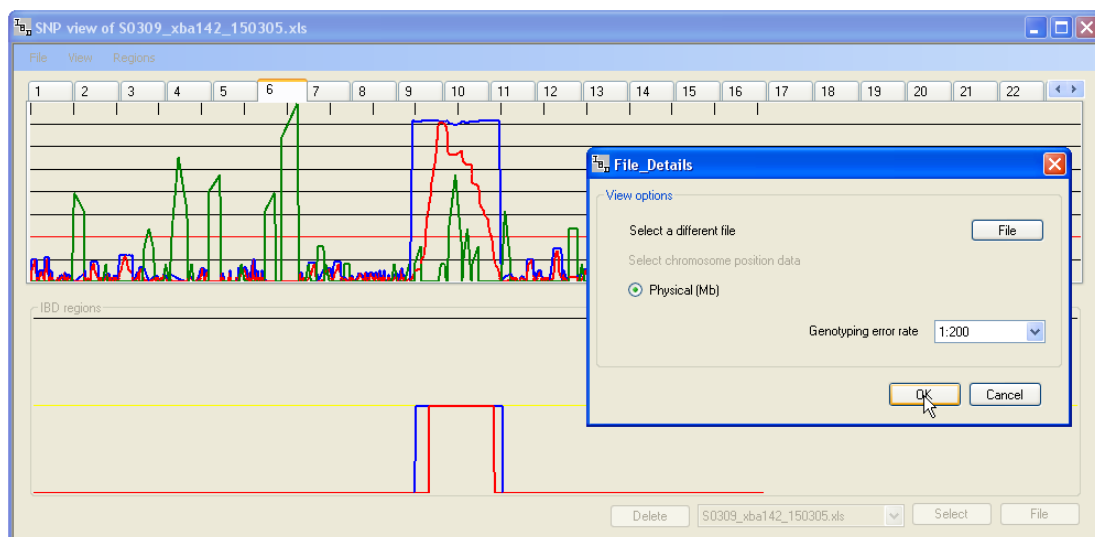 SNP view of S0309_xba142_150305.xls
File View Regions
1 2 3 4 5 6 7 8 9 10 11 12 13 14 15 16 17 18 19 20 21 22
File_Details
View options
Select a different file File
Select chromosome position data
Physical (Mb)
Genotyping error rate 1:200
OK Cancel
IBD regions
Delete S0309_xba142_150305.xls Select File